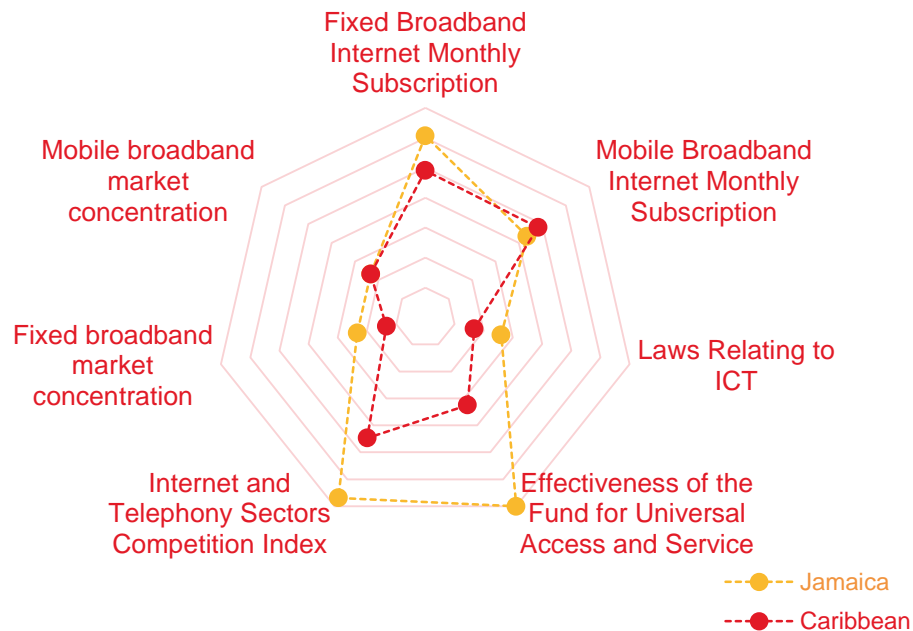 Fixed Broadband
Internet Monthly
Subscription
Mobile broadband
market
concentration
Mobile Broadband
Internet Monthly
Subscription
Fixed broadband
market
concentration
Laws Relating to
ICT
Internet and
Telephony Sectors
Competition Index
Effectiveness of the
Fund for Universal
Access and Service
Jamaica
Caribbean